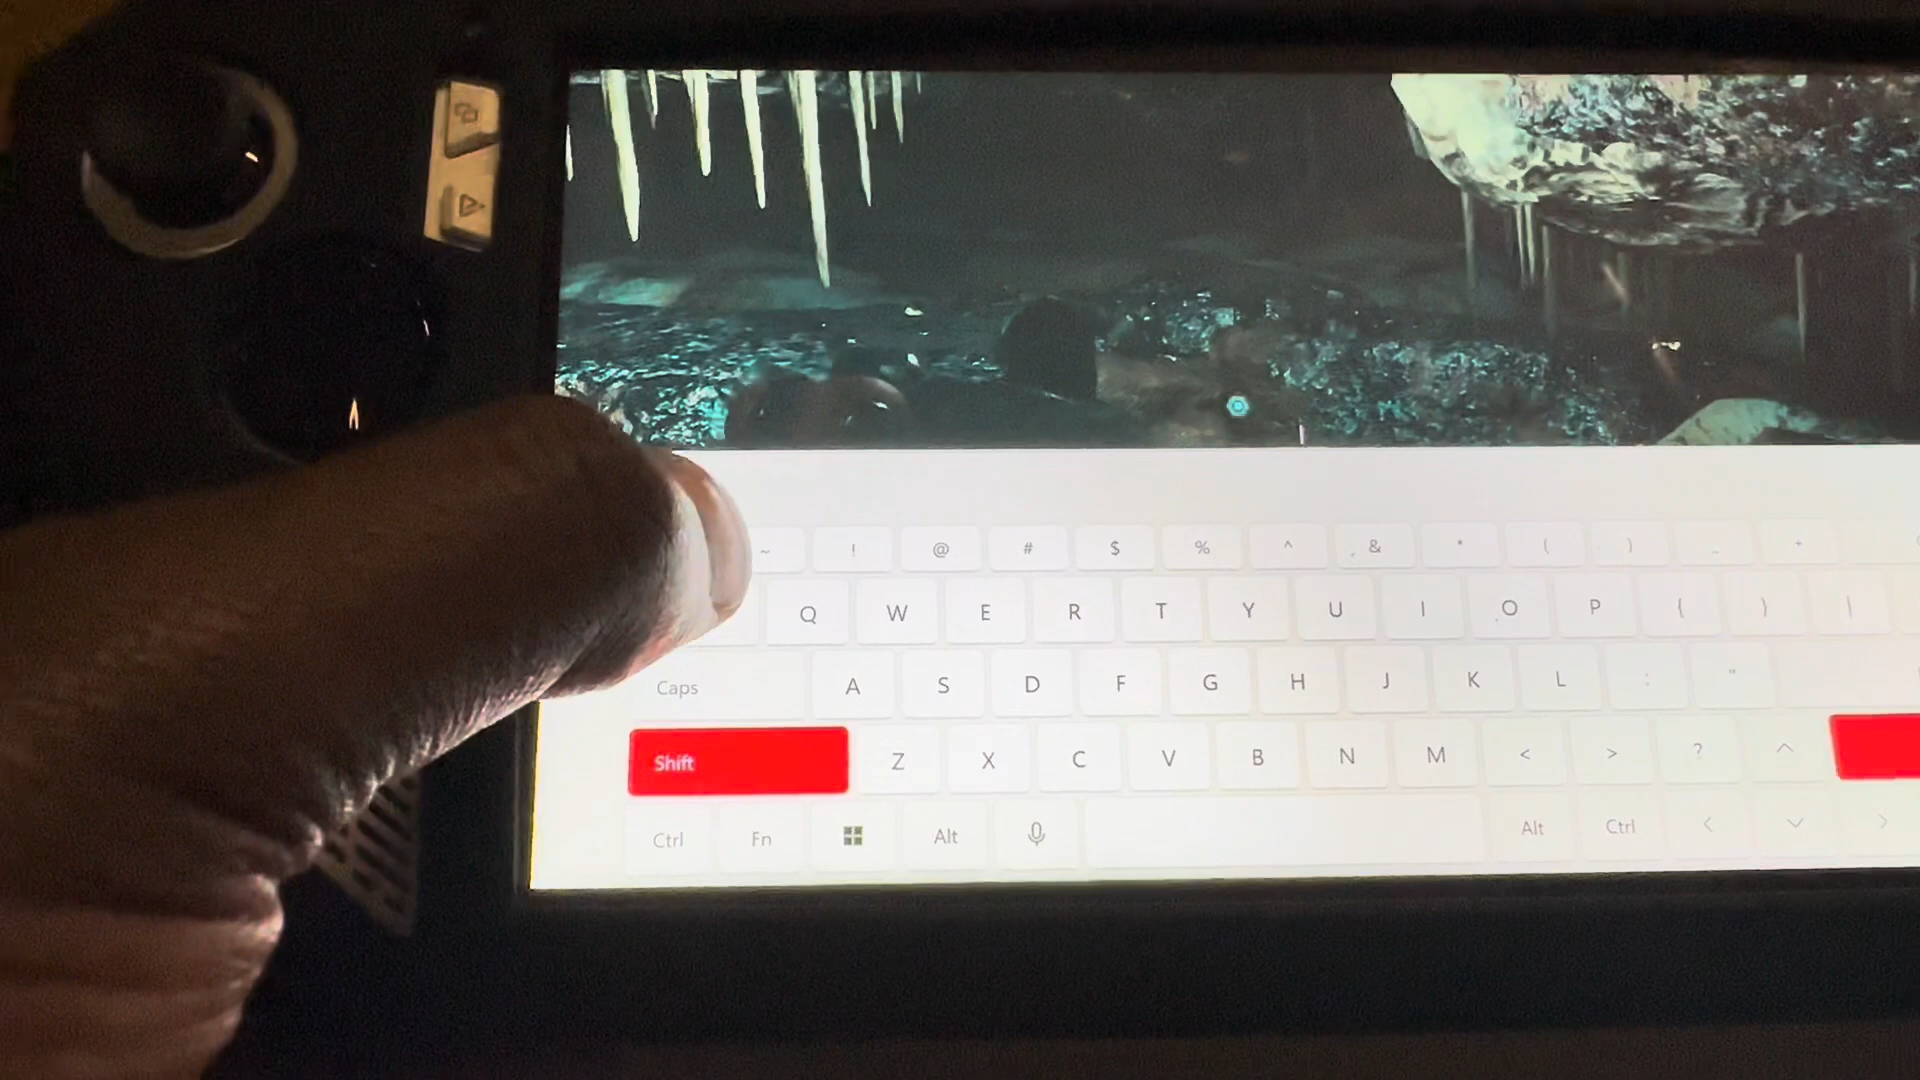 ~ ! @ # $ % ^ & * ( ) _ +
Q W E R T Y U I O P { } |
Caps A S D F G H J K L : "
Shift Z X C V B N M < > ? ^
Ctrl Fn Alt Alt Ctrl < >